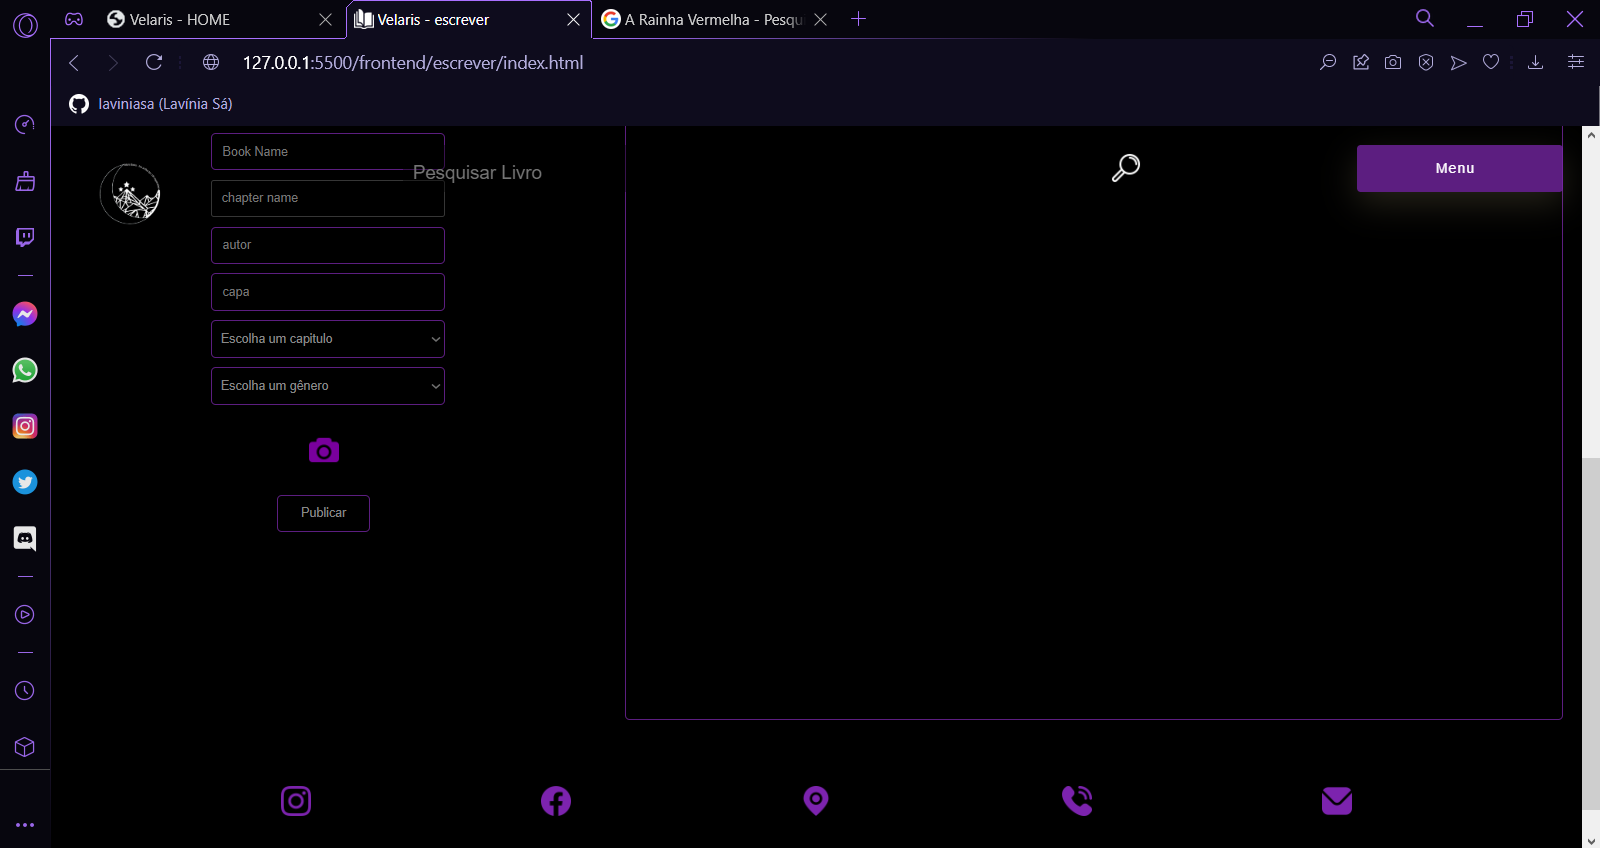 Velaris - HOME
Velaris - escrever
A Rainha Vermelha - Pesqu
127.0.0.1:5500/frontend/escrever/index.html
laviniasa (Lavínia Sá)
Book Name
Pesquisar Livro
Menu
chapter name
autor
capa
Escolha um capitulo
Escolha um gênero
Publicar